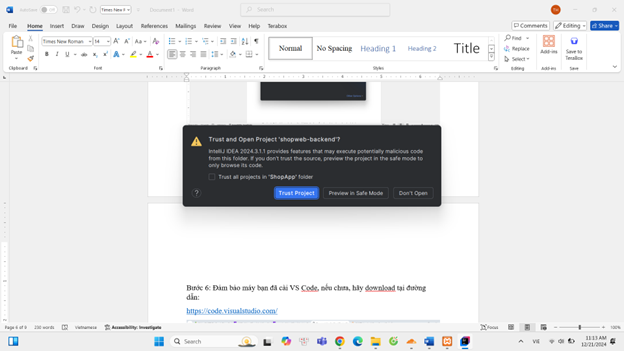 AutoSave Off Times New R Document1 - Word Search
File Home Insert Draw Design Layout References Mailings Review View Help Terabox Comments Editing Share
Paste Times New Roman 14 Normal No Spacing Heading 1 Heading 2 Title Find Replace Select Add-ins Save to TeraBox
Clipboard Font Paragraph Styles Editing Add-ins Save
Trust and Open Project 'shopweb-backend'?
IntelliJ IDEA 2024.3.1.1 provides features that may execute potentially malicious code
from this folder. If you don't trust the source, preview the project in the safe mode to
only browse its code.
Trust all projects in 'ShopApp' folder
? Trust Project Preview in Safe Mode Don't Open
Bước 6: Đảm bảo máy bạn đã cài VS Code, nếu chưa, hãy download tại đường
dẫn:
https://code.visualstudio.com/
Page 6 of 6 230 words Vietnamese Accessibility: Investigate Focus 100%
Search VIE 11:13 AM
12/21/2024